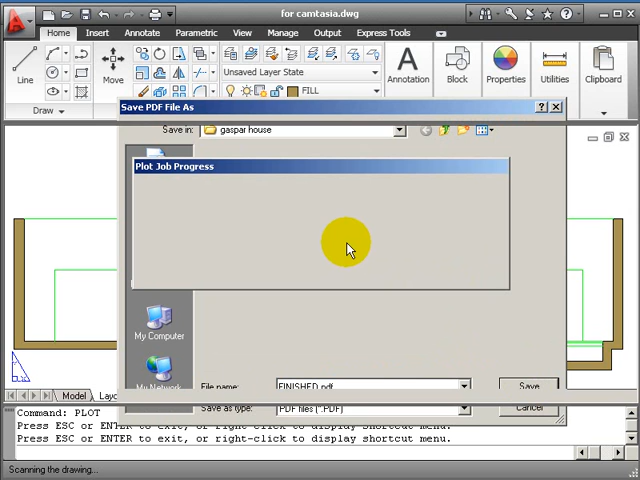 for camtasia.dwg
Home Insert Annotate Parametric View Manage Output Express Tools
Line
Move
Unsaved Layer State
FILL
Annotation
Block
Properties
Utilities
Clipboard
Draw
Save PDF File As
Save in: gaspar house
Plot Job Progress
My Computer
My Network
File name: FINISHED.pdf Save
Save as type: PDF files (*.PDF) Cancel
Model
Command: PLOT
Press ESC or ENTER to exit, or right-click to display shortcut menu.
Press ESC or ENTER to exit, or right-click to display shortcut menu.
Scanning the drawing...